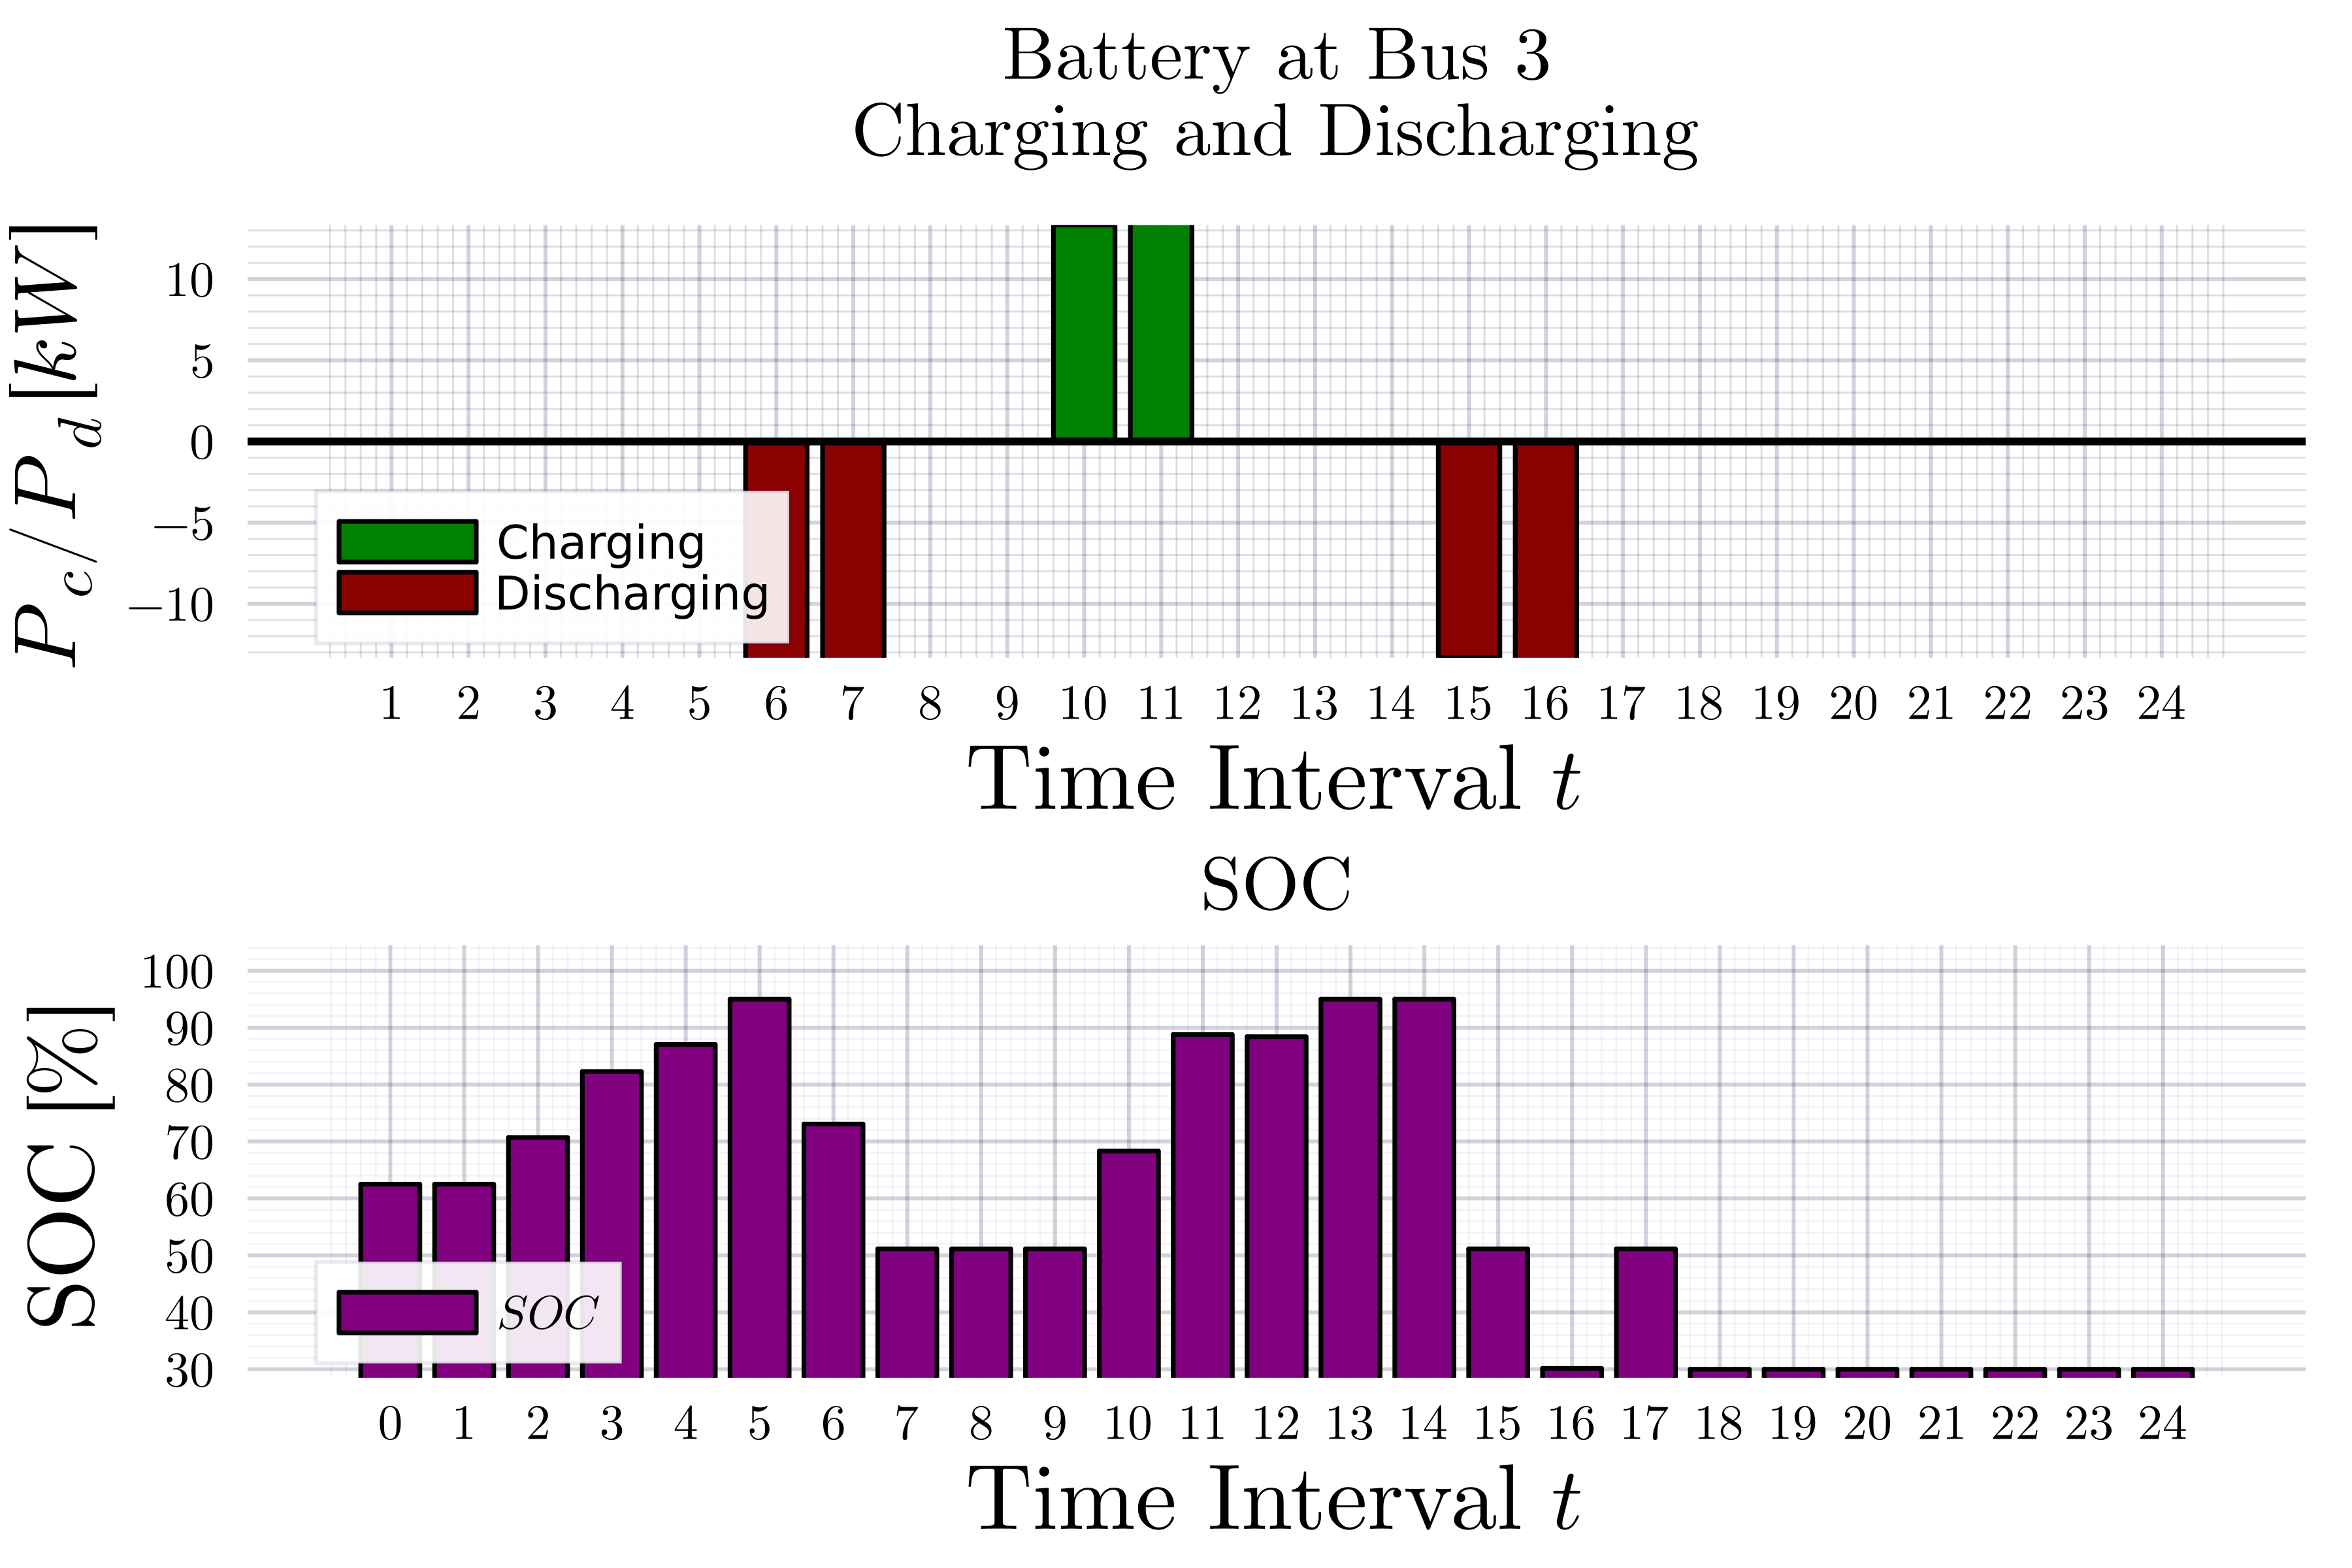 Battery at Bus 3
Charging and Discharging
P_c/P_d [kW]
10
5
0
−5
−10
Charging
Discharging
1 2 3 4 5 6 7 8 9 10 11 12 13 14 15 16 17 18 19 20 21 22 23 24
Time Interval t
SOC
SOC [%]
100
90
80
70
60
50
40
30
SOC
0 1 2 3 4 5 6 7 8 9 10 11 12 13 14 15 16 17 18 19 20 21 22 23 24
Time Interval t